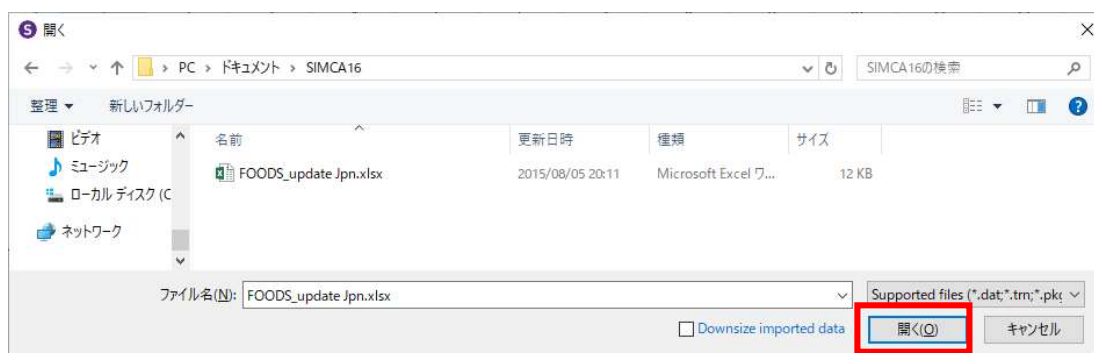 S 開く
PC > ドキュメント > SIMCA16
SIMCA16の検索
整理 新しいフォルダー
ビデオ
ミュージック
ローカル ディスク (C
ネットワーク
名前 更新日時 種類 サイズ
FOODS_update Jpn.xlsx 2015/08/05 20:11 Microsoft Excel ワ... 12 KB
ファイル名(N): FOODS_update Jpn.xlsx
Supported files (*.dat;*.trn;*.pkg
Downsize imported data
開く(O) キャンセル